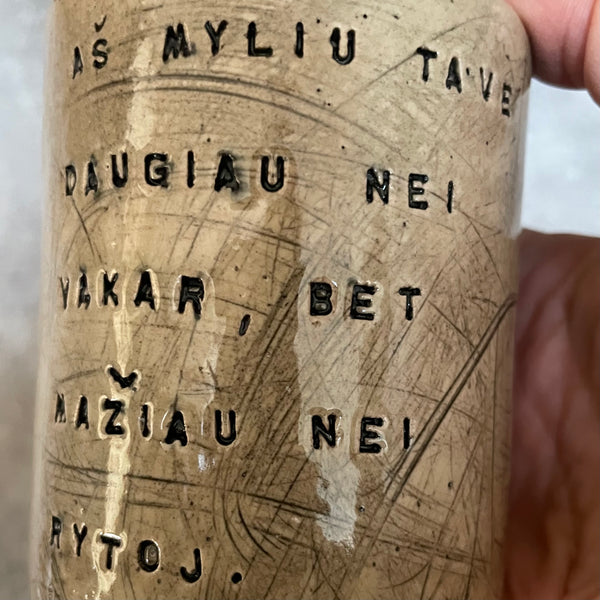 AŠ MYLIU TAVE
DAUGIAU NEI
VAKAR, BET
MAŽIAU NEI
RYTOJ.